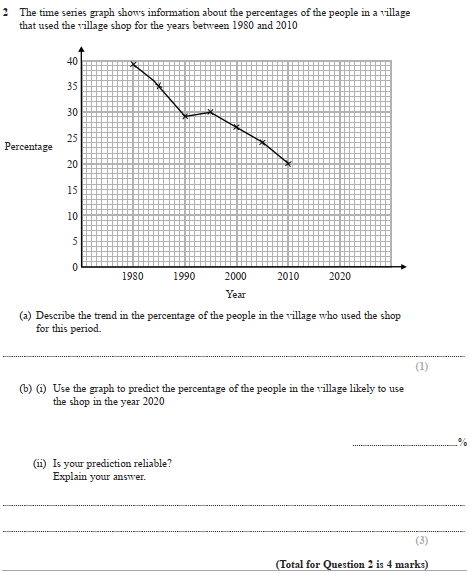 2 The time series graph shows information about the percentages of the people in a village
that used the village shop for the years between 1980 and 2010
40
35
30
25
Percentage
20
15
10
5
0
1980 1990 2000 2010 2020
Year
(a) Describe the trend in the percentage of the people in the village who used the shop
for this period.
(1)
(b) (i) Use the graph to predict the percentage of the people in the village likely to use
the shop in the year 2020
%
(ii) Is your prediction reliable?
Explain your answer.
(3)
(Total for Question 2 is 4 marks)